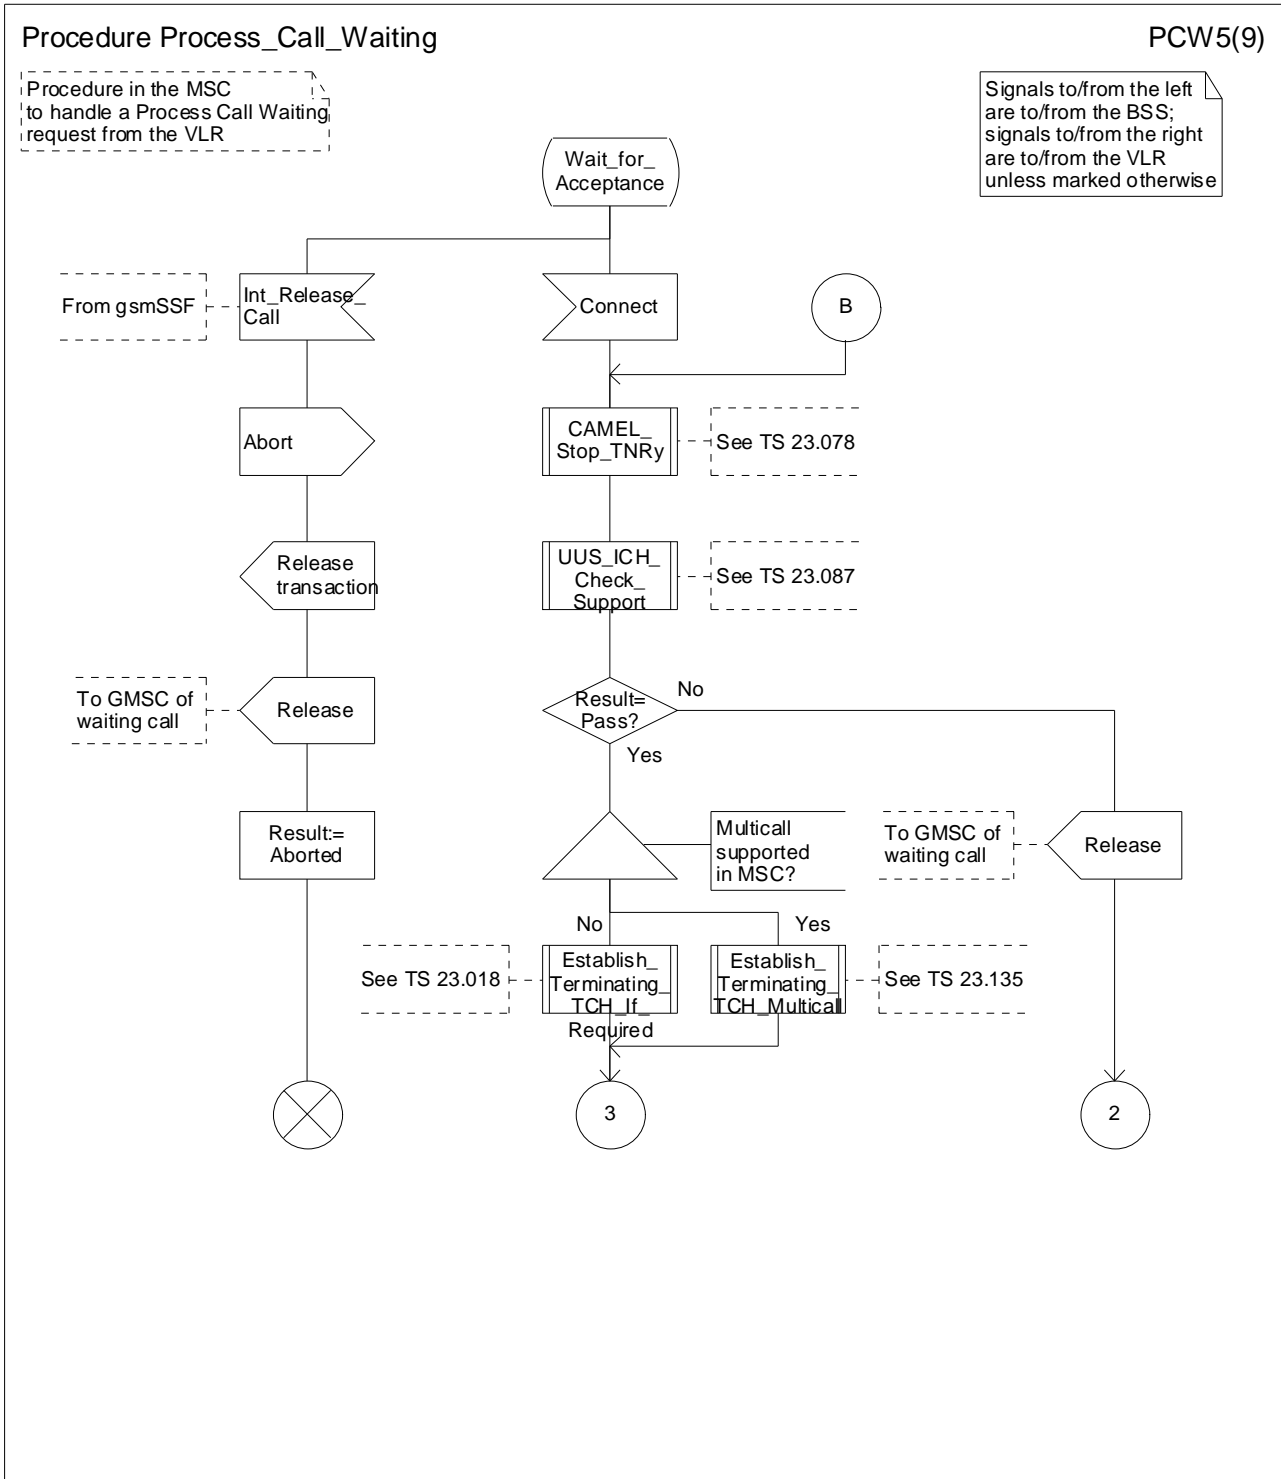 Procedure Process_Call_Waiting
PCW5(9)
Procedure in the MSC
to handle a Process Call Waiting
request from the VLR
Signals to/from the left
are to/from the BSS;
signals to/from the right
are to/from the VLR
unless marked otherwise
Wait_for_
Acceptance
From gsmSSF
Int_Release_
Call
Connect
B
Abort
CAMEL_
Stop_TNRy
See TS 23.078
Release
transaction
UUS_ICH_
Check_
Support
See TS 23.087
To GMSC of
waiting call
Release
Result=
Pass?
No
Yes
Result:=
Aborted
Multicall
supported
in MSC?
To GMSC of
waiting call
Release
No
Yes
See TS 23.018
Establish_
Terminating_
TCH_If_
Required
Establish_
Terminating_
TCH_Multicall
See TS 23.135
3
2